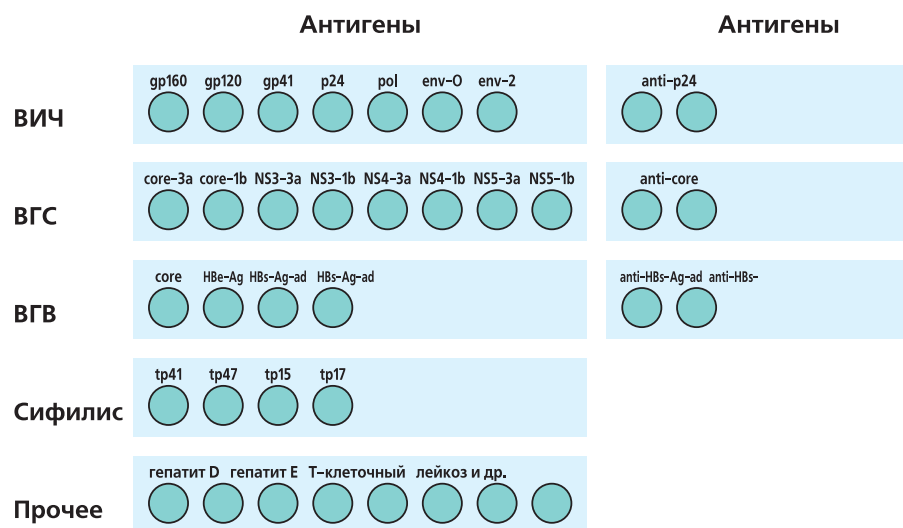 Антигены Антигены
gp160 gp120 gp41 p24 pol env-O env-2 anti-p24
ВИЧ
core-3a core-1b NS3-3a NS3-1b NS4-3a NS4-1b NS5-3a NS5-1b anti-core
ВГС
core HBe-Ag HBs-Ag-ad HBs-Ag-ad anti-HBs-Ag-ad anti-HBs-
ВГВ
tp41 tp47 tp15 tp17
Сифилис
гепатит D гепатит E Т-клеточный лейкоз и др.
Прочее